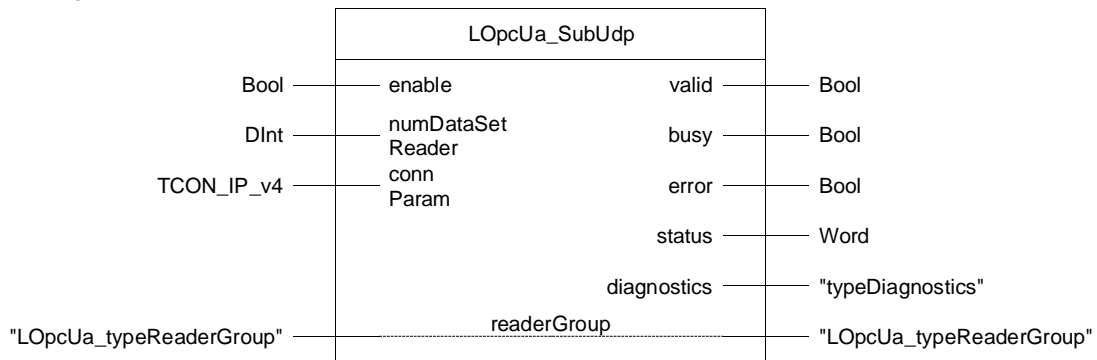 LOpcUa_SubUdp
Bool enable valid Bool
DInt numDataSet busy Bool
Reader
TCON_IP_v4 conn error Bool
Param
status Word
diagnostics "typeDiagnostics"
"LOpcUa_typeReaderGroup" readerGroup "LOpcUa_typeReaderGroup"